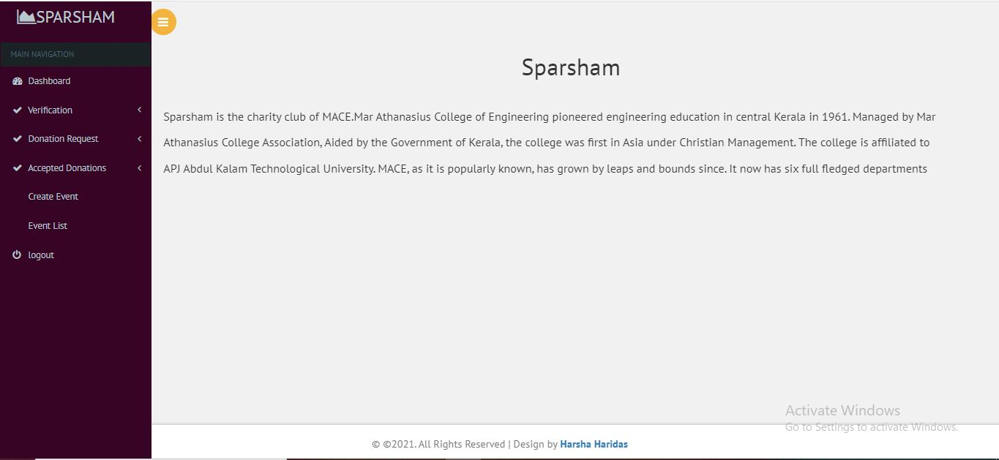 SPARSHAM
MAIN NAVIGATION
Dashboard
Verification
Donation Request
Accepted Donations
Create Event
Event List
logout
Sparsham
Sparsham is the charity club of MACE.Mar Athanasius College of Engineering pioneered engineering education in central Kerala in 1961. Managed by Mar
Athanasius College Association, Aided by the Government of Kerala, the college was first in Asia under Christian Management. The college is affiliated to
APJ Abdul Kalam Technological University. MACE, as it is popularly known, has grown by leaps and bounds since. It now has six full fledged departments
Activate Windows
Go to Settings to activate Windows.
© ©2021. All Rights Reserved | Design by Harsha Haridas